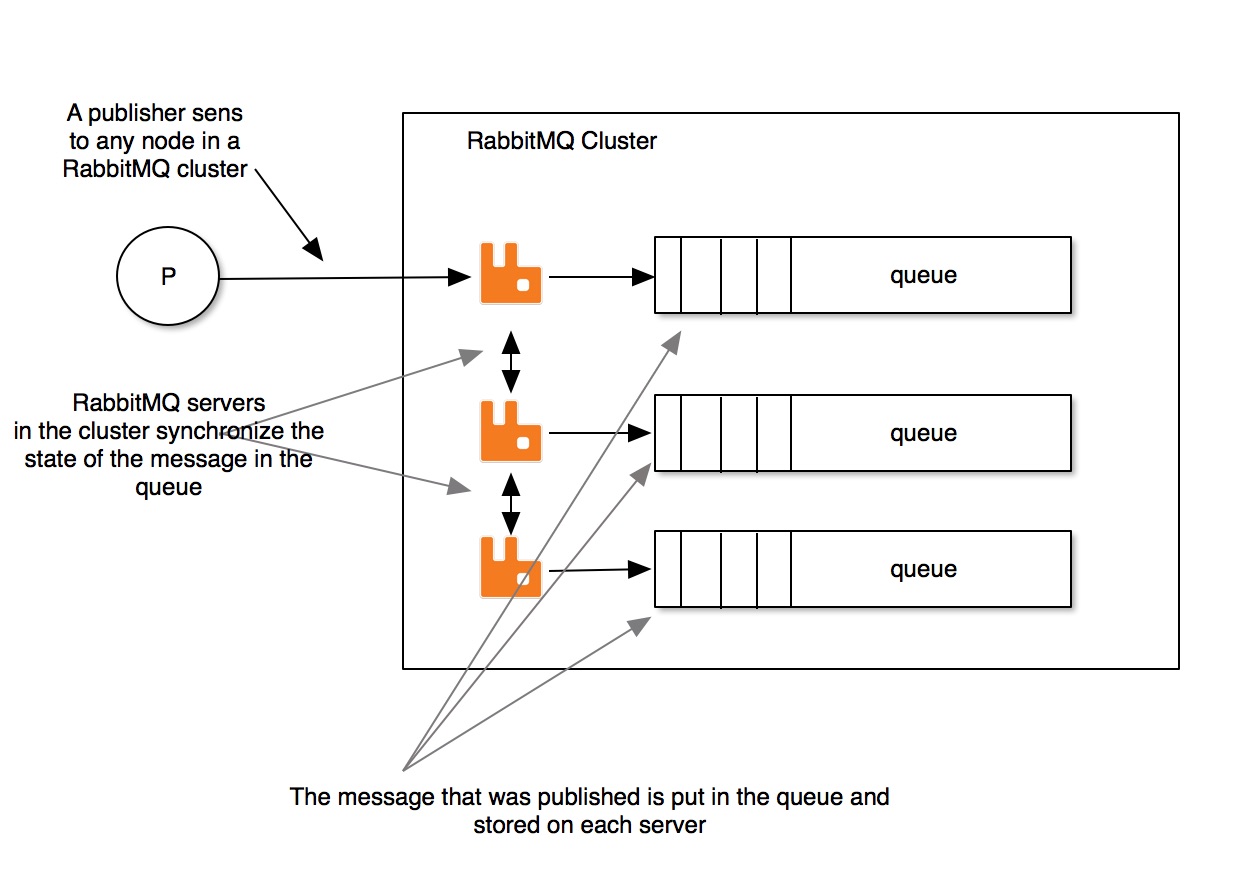 A publisher sens
to any node in a
RabbitMQ cluster
RabbitMQ Cluster
P
queue
RabbitMQ servers
in the cluster synchronize the
state of the message in the
queue
queue
queue
The message that was published is put in the queue and
stored on each server